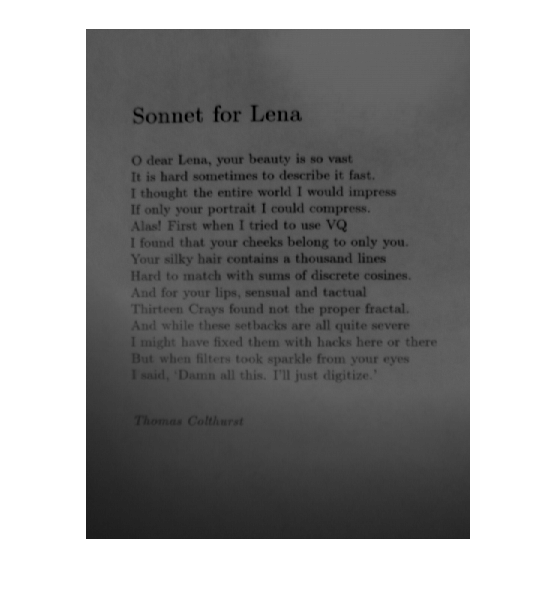 Sonnet for Lena
O dear Lena, your beauty is so vast
It is hard sometimes to describe it fast.
I thought the entire world I would impress
If only your portrait I could compress.
Alas! First when I tried to use VQ
I found that your cheeks belong to only you.
Your silky hair contains a thousand lines
Hard to match with sums of discrete cosines.
And for your lips, sensual and tactual
Thirteen Crays found not the proper fractal.
And while these setbacks are all quite severe
I might have fixed them with hacks here or there
But when filters took sparkle from your eyes
I said, 'Damn all this. I'll just digitize.'
Thomas Colthurst